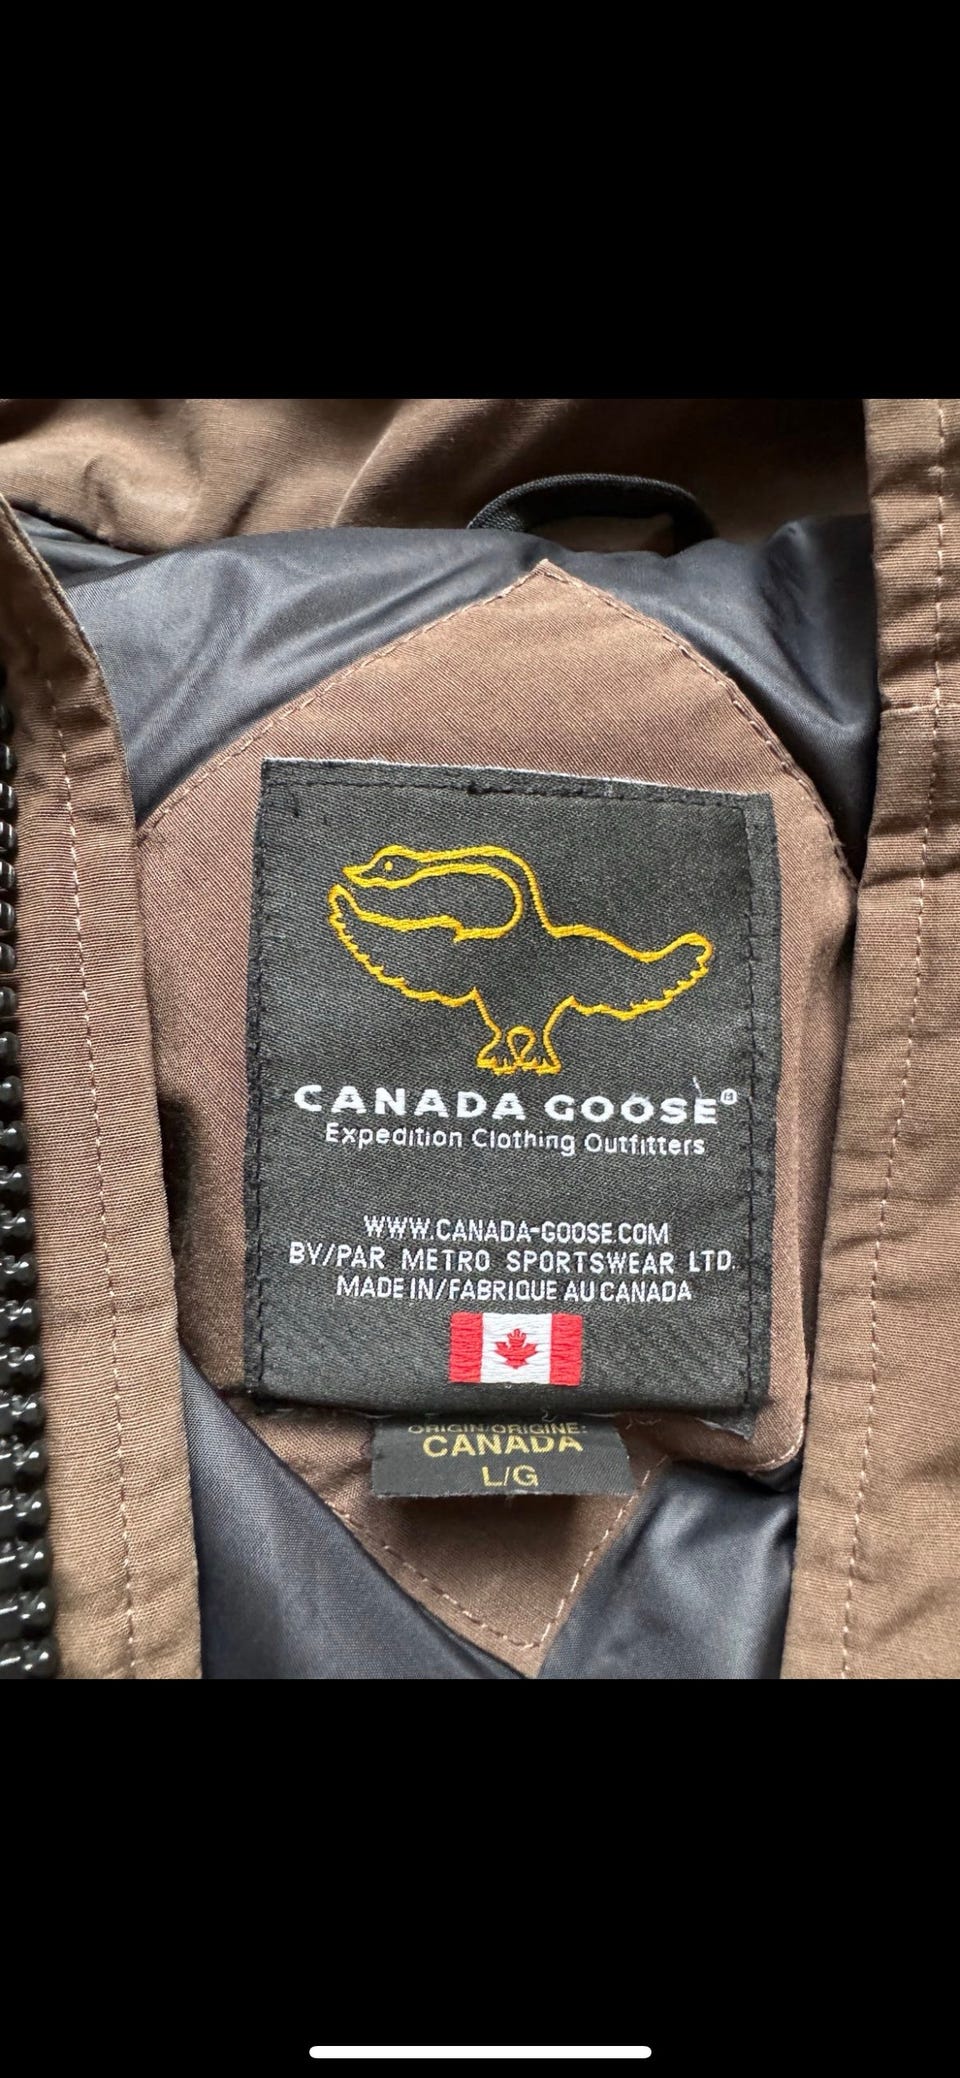 CANADA GOOSE®
Expedition Clothing Outfitters
WWW.CANADA-GOOSE.COM
BY/PAR METRO SPORTSWEAR LTD.
MADE IN/FABRIQUE AU CANADA
ORIGIN/ORIGINE:
CANADA
L/G